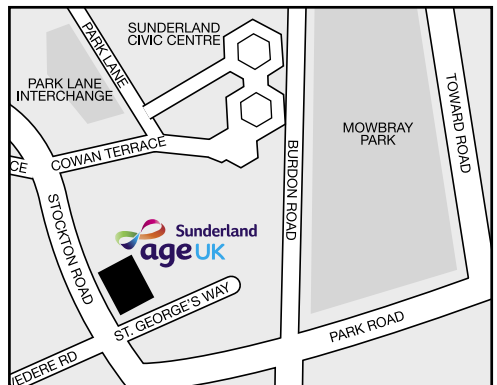 SUNDERLAND
CIVIC CENTRE
PARK LANE
PARK LANE
INTERCHANGE
TOWARD ROAD
MOWBRAY
PARK
COWAN TERRACE
CE
BURDON ROAD
STOCKTON ROAD
Sunderland
age UK
ST. GEORGE'S WAY
PARK ROAD
VEDERE RD